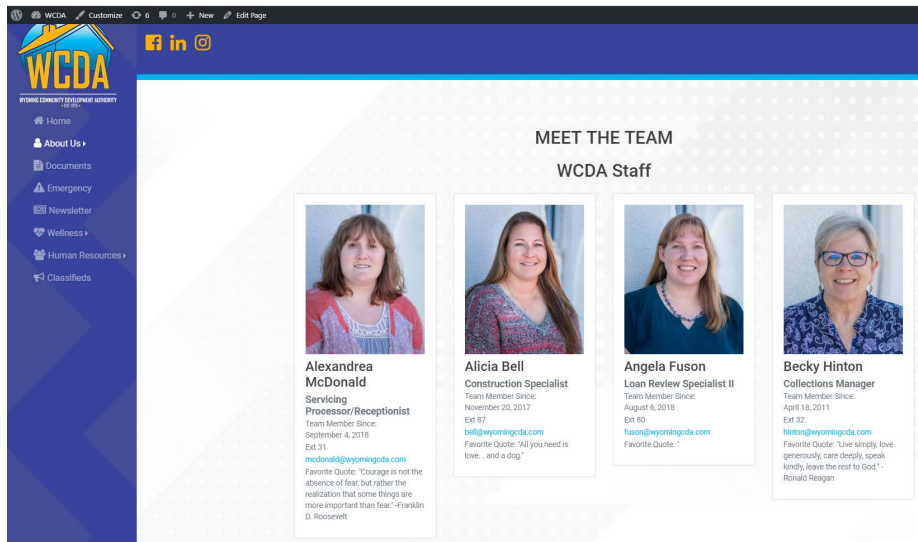 WCDA Customize 6 0 + New Edit Page
WCDA
WYOMING COMMUNITY DEVELOPMENT AUTHORITY
Home
About Us
Documents
Emergency
Newsletter
Wellness
Human Resources
Classifieds
MEET THE TEAM
WCDA Staff
Alexandrea
McDonald
Servicing
Processor/Receptionist
Team Member Since:
September 4, 2018
Ext 31
mcdonald@wyomingcda.com
Favorite Quote: "Courage is not the
absence of fear, but rather the
realization that some things are
more important than fear." -Franklin
D. Roosevelt
Alicia Bell
Construction Specialist
Team Member Since:
November 20, 2017
Ext 87
bell@wyomingcda.com
Favorite Quote: "All you need is
love... and a dog."
Angela Fuson
Loan Review Specialist II
Team Member Since:
August 6, 2018
Ext 80
fuson@wyomingcda.com
Favorite Quote: "
Becky Hinton
Collections Manager
Team Member Since:
April 18, 2011
Ext 32
hinton@wyomingcda.com
Favorite Quote: "Live simply, love
generously, care deeply, speak
kindly, leave the rest to God." -
Ronald Reagan